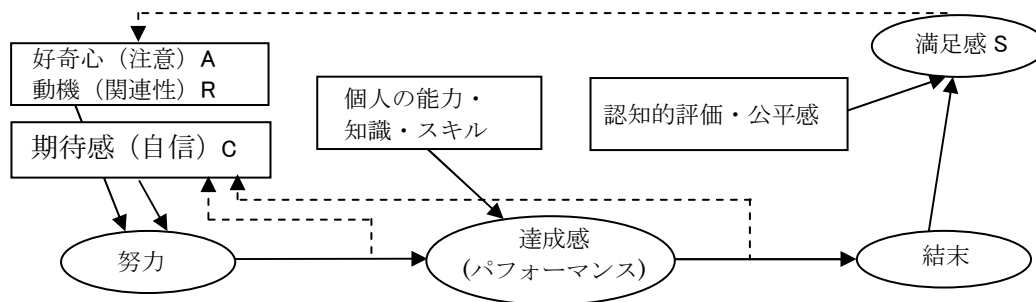 満足感 S
好奇心（注意）A
動機（関連性）R
個人の能力・
知識・スキル
認知的評価・公平感
期待感（自信）C
努力
達成感
(パフォーマンス)
結末